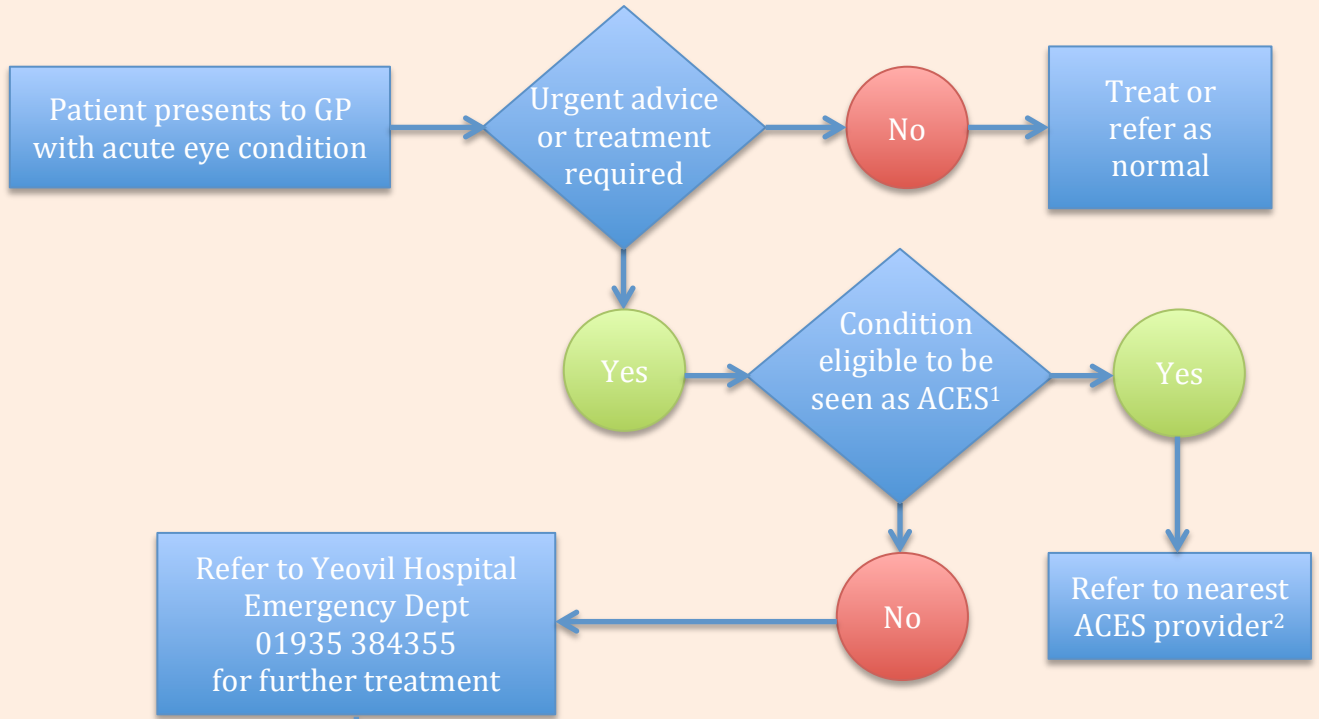 Patient presents to GP
with acute eye condition
Urgent advice
or treatment
required
No
Treat or
refer as
normal
Yes
Condition
eligible to be
seen as ACES¹
Yes
Refer to Yeovil Hospital
Emergency Dept
01935 384355
for further treatment
No
Refer to nearest
ACES provider²